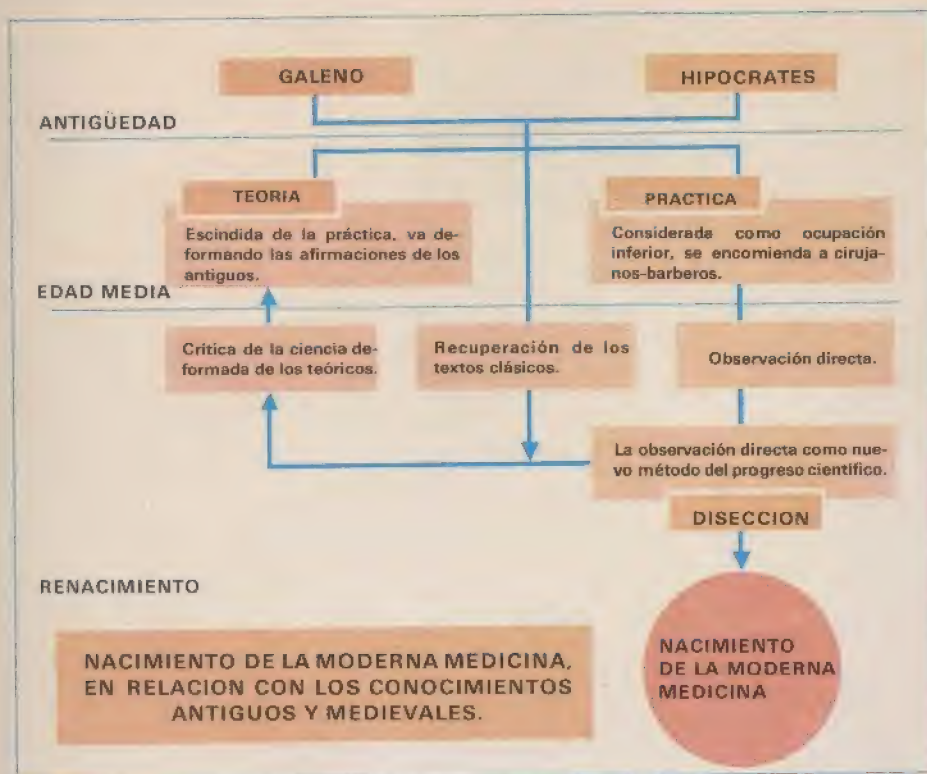 GALENO
HIPOCRATES
ANTIGÜEDAD
TEORIA
Escindida de la práctica, va de-
formando las afirmaciones de los
antiguos.
PRACTICA
Considerada como ocupación
inferior, se encomienda a ciruja-
nos-barberos.
EDAD MEDIA
Crítica de la ciencia de-
formada de los teóricos.
Recuperación de los
textos clásicos.
Observación directa.
La observación directa como nue-
vo método del progreso científico.
DISECCION
RENACIMIENTO
NACIMIENTO DE LA MODERNA MEDICINA,
EN RELACION CON LOS CONOCIMIENTOS
ANTIGUOS Y MEDIEVALES.
NACIMIENTO
DE LA MODERNA
MEDICINA